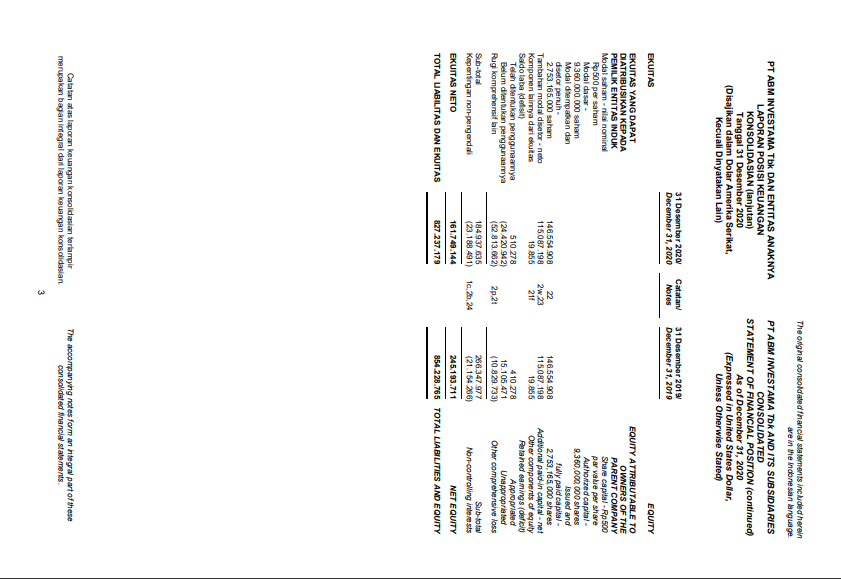 The original consolidated financial statements included herein
are in the Indonesian language.
PT ABM INVESTAMA Tbk DAN ENTITAS ANAKNYA
LAPORAN POSISI KEUANGAN
KONSOLIDASIAN (lanjutan)
Tanggal 31 Desember 2020
(Disajikan dalam Dolar Amerika Serikat,
Kecuali Dinyatakan Lain)
PT ABM INVESTAMA Tbk AND ITS SUBSIDIARIES
CONSOLIDATED
STATEMENT OF FINANCIAL POSITION (continued)
As of December 31, 2020
(Expressed in United States Dollar,
Unless Otherwise Stated)
31 Desember 2020/ Catatan/ 31 Desember 2019/
December 31, 2020 Notes December 31, 2019
EKUITAS EQUITY
EKUITAS YANG DAPAT EQUITY ATTRIBUTABLE TO
DIATRIBUSIKAN KEPADA OWNERS OF THE
PEMILIK ENTITAS INDUK PARENT COMPANY
Modal saham - nilai nominal Share capital - Rp500
Rp500 per saham par value per share
Modal dasar - Authorized capital -
9.360.000.000 saham 9,360,000,000 shares
Modal ditempatkan dan Issued and
disetor penuh - fully paid capital -
2.753.165.000 saham 146.554.908 22 146.554.908 2,753,165,000 shares
Tambahan modal disetor - neto 115.087.198 2w,23 115.087.198 Additional paid-in capital - net
Komponen lainnya dari ekuitas 19.855 21f 19.855 Other components of equity
Saldo laba (defisit) Retained earnings (deficit)
Telah ditentukan penggunaannya 510.278 410.278 Appropriated
Belum ditentukan penggunaannya (24.420.942) 15.105.471 Unappropriated
Rugi komprehensif lain (52.813.662) 2p,2t (10.829.733) Other comprehensive loss
Sub-total 184.937.635 266.347.977 Sub-total
Kepentingan non-pengendali (23.188.491) 1c,2b,24 (21.154.266) Non-controlling interests
EKUITAS NETO 161.749.144 245.193.711 NET EQUITY
TOTAL LIABILITAS DAN EKUITAS 827.237.179 854.228.765 TOTAL LIABILITIES AND EQUITY
Catatan atas laporan keuangan konsolidasian terlampir
merupakan bagian integral dari laporan keuangan konsolidasian.
The accompanying notes form an integral part of these
consolidated financial statements.
3